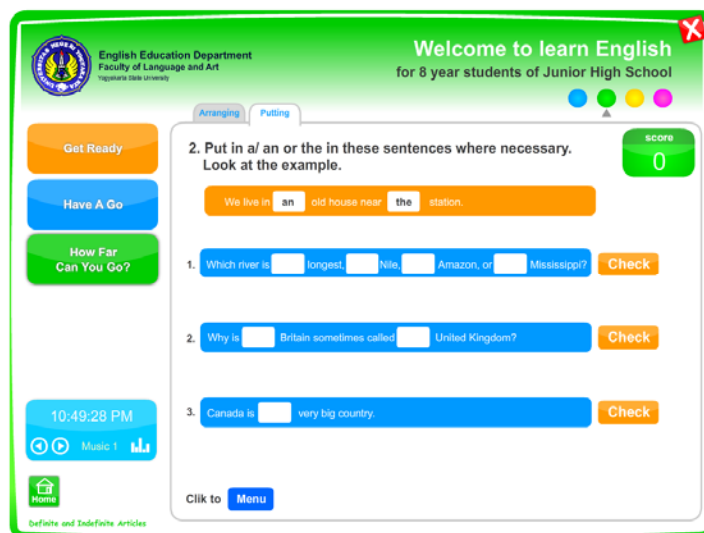 English Education Department
Faculty of Language and Art
Yogyakarta State University
Welcome to learn English
for 8 year students of Junior High School
X
Arranging
Putting
Get Ready
Have A Go
How Far
Can You Go?
2. Put in a/ an or the in these sentences where necessary.
Look at the example.
score
0
We live in an old house near the station.
1. Which river is longest, Nile, Amazon, or Mississippi? Check
2. Why is Britain sometimes called United Kingdom? Check
3. Canada is very big country. Check
10:49:28 PM
Music 1
Home
Clik to Menu
Definite and Indefinite Articles